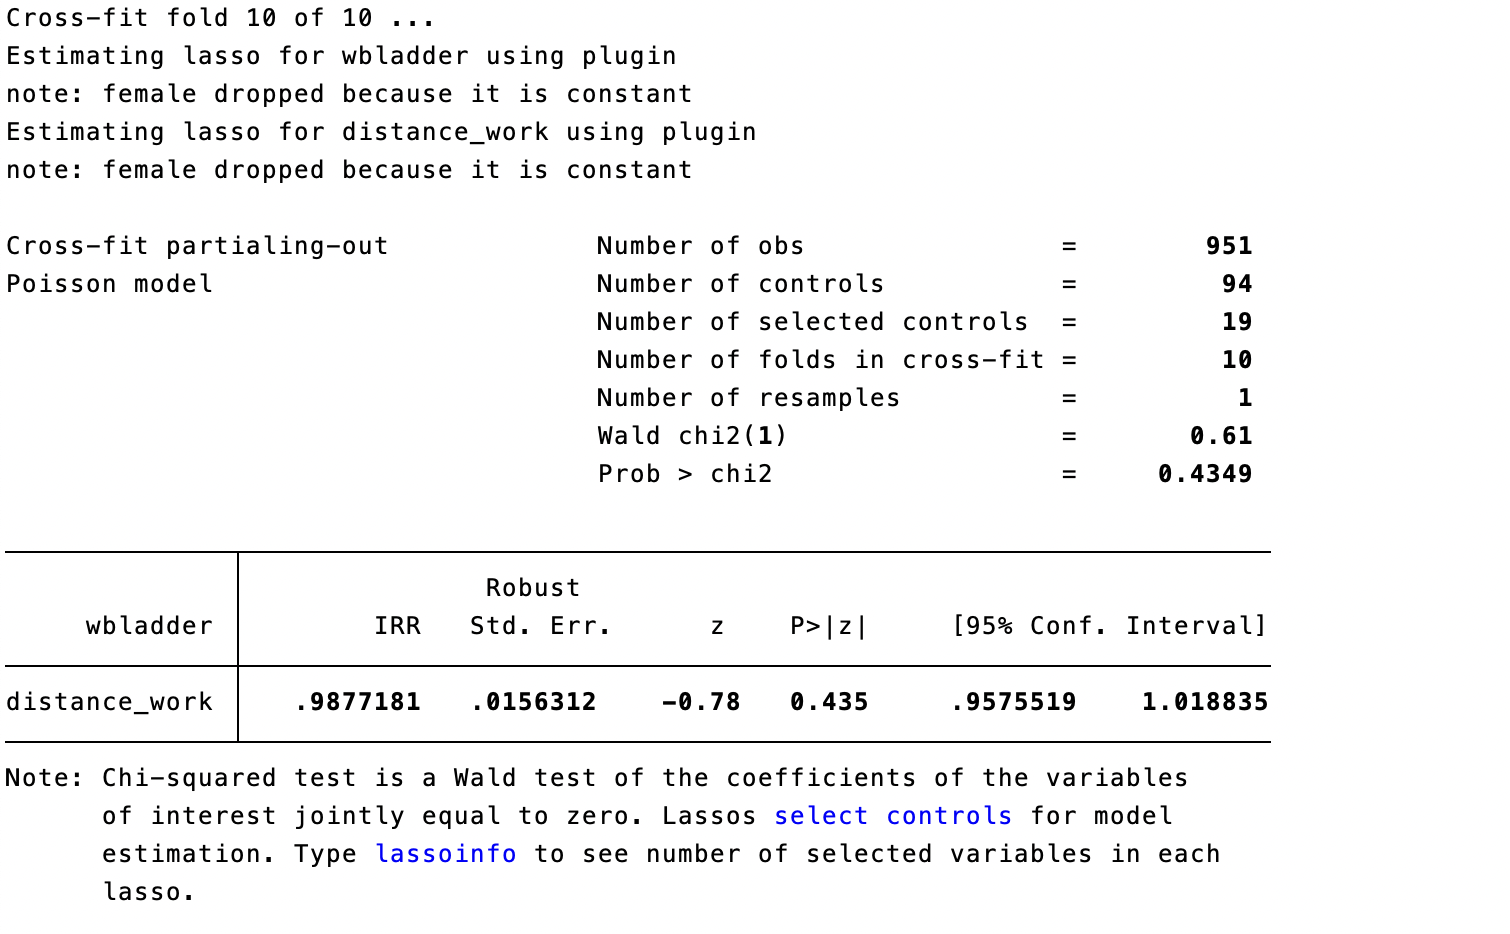 Cross-fit fold 10 of 10 ...
Estimating lasso for wbladder using plugin
note: female dropped because it is constant
Estimating lasso for distance_work using plugin
note: female dropped because it is constant
Cross-fit partialing-out Number of obs = 951
Poisson model Number of controls = 94
Number of selected controls = 19
Number of folds in cross-fit = 10
Number of resamples = 1
Wald chi2(1) = 0.61
Prob > chi2 = 0.4349
Robust
wbladder IRR Std. Err. z P>|z| [95% Conf. Interval]
distance_work .9877181 .0156312 -0.78 0.435 .9575519 1.018835
Note: Chi-squared test is a Wald test of the coefficients of the variables
of interest jointly equal to zero. Lassos select controls for model
estimation. Type lassoinfo to see number of selected variables in each
lasso.